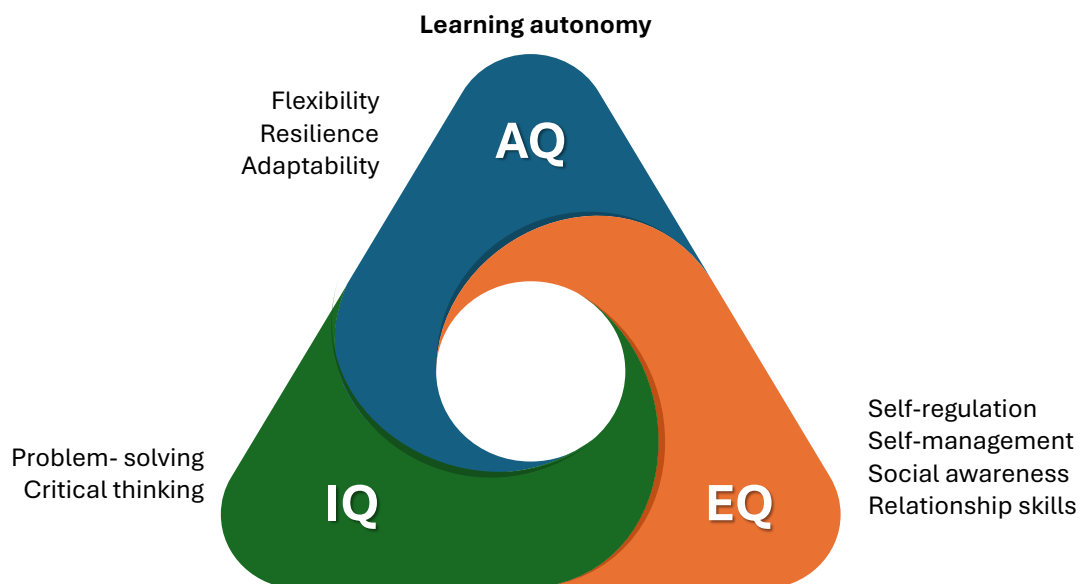 Learning autonomy
Flexibility
Resilience
Adaptability
AQ
Problem- solving
Critical thinking
IQ
EQ
Self-regulation
Self-management
Social awareness
Relationship skills